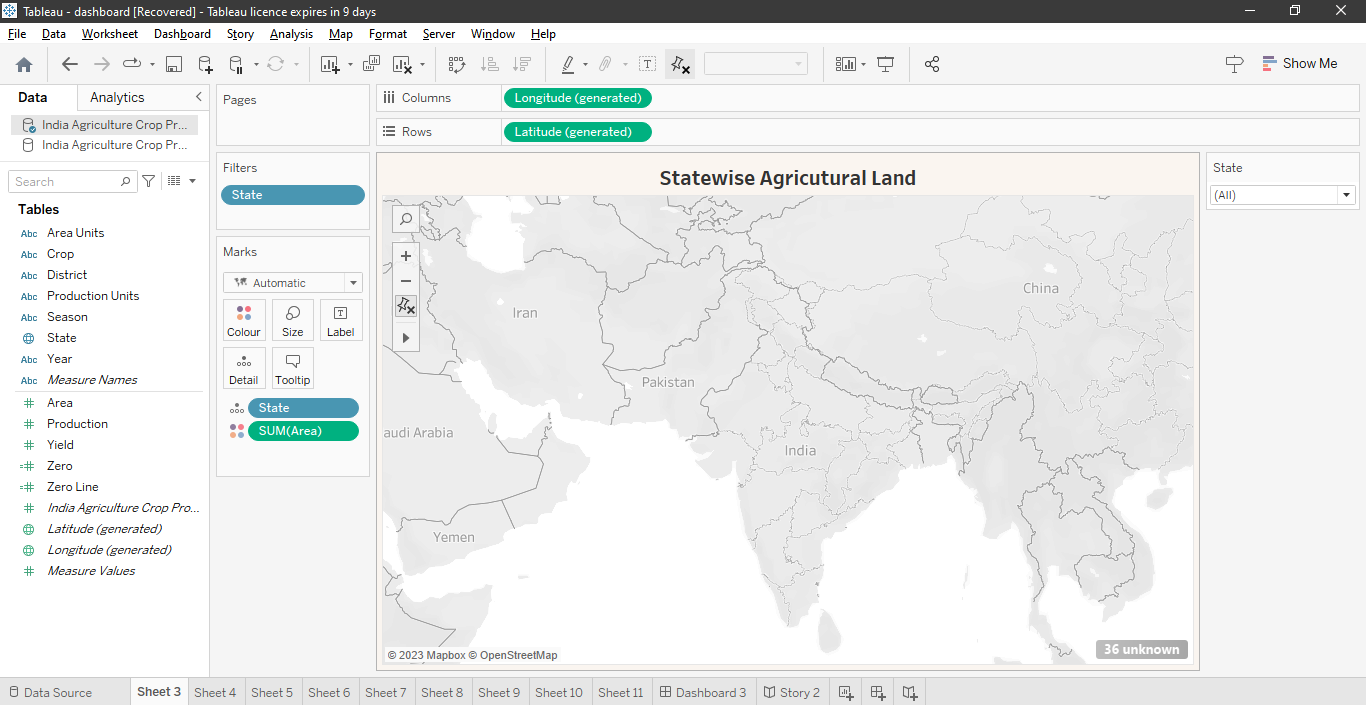 Tableau - dashboard [Recovered] - Tableau licence expires in 9 days
File Data Worksheet Dashboard Story Analysis Map Format Server Window Help
Show Me
Data Analytics
India Agriculture Crop Pr...
India Agriculture Crop Pr...
Search
Tables
Abc Area Units
Abc Crop
Abc District
Abc Production Units
Abc Season
State
Abc Year
Abc Measure Names
Area
Production
Yield
Zero
Zero Line
India Agriculture Crop Pro...
Latitude (generated)
Longitude (generated)
Measure Values
Pages
Filters
State
Marks
Automatic
Colour Size Label
Detail Tooltip
State
SUM(Area)
Columns Longitude (generated)
Rows Latitude (generated)
Statewise Agricutural Land
China
Iran
Pakistan
audi Arabia
India
Yemen
© 2023 Mapbox © OpenStreetMap
36 unknown
State
(All)
Data Source Sheet 3 Sheet 4 Sheet 5 Sheet 6 Sheet 7 Sheet 8 Sheet 9 Sheet 10 Sheet 11 Dashboard 3 Story 2